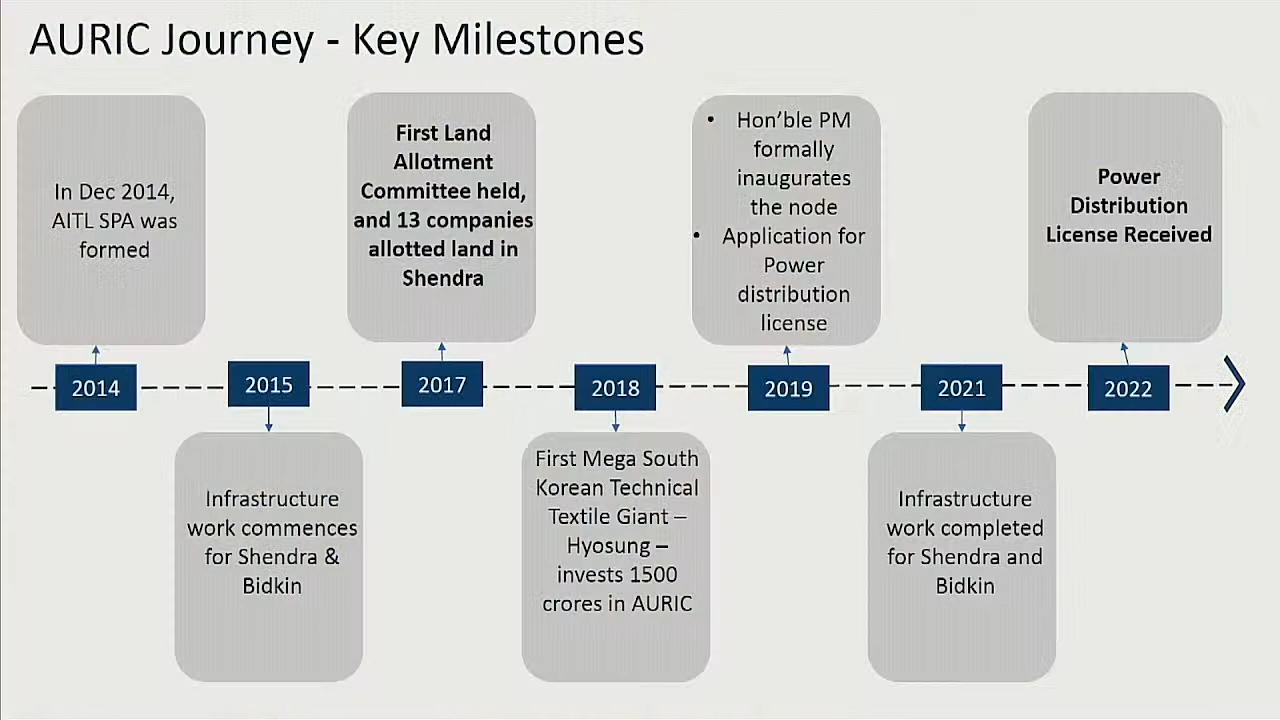 AURIC Journey - Key Milestones
In Dec 2014,
AITL SPA was
formed
First Land
Allotment
Committee held,
and 13 companies
allotted land in
Shendra
• Hon’ble PM
formally
inaugurates
the node
• Application for
Power
distribution
license
Power
Distribution
License Received
2014
2015
2017
2018
2019
2021
2022
Infrastructure
work commences
for Shendra &
Bidkin
First Mega South
Korean Technical
Textile Giant –
Hyosung –
invests 1500
crores in AURIC
Infrastructure
work completed
for Shendra and
Bidkin